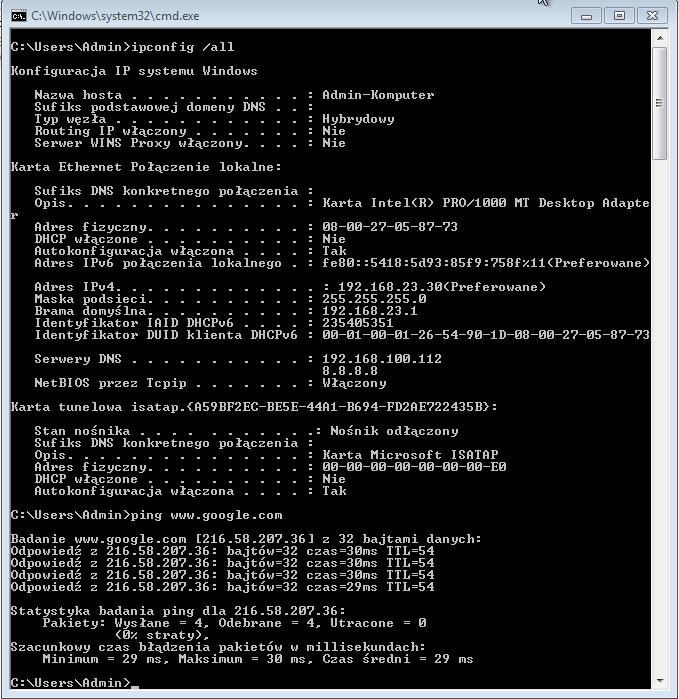 C:\Windows\system32\cmd.exe
C:\Users\Admin>ipconfig /all
Konfiguracja IP systemu Windows
Nazwa hosta . . . . . . . . . . . . : Admin-Komputer
Sufiks podstawowej domeny DNS . . :
Typ węzła . . . . . . . . . . . . . : Hybrydowy
Routing IP włączony . . . . . . . : Nie
Serwer WINS Proxy włączony. . . . : Nie
Karta Ethernet Połączenie lokalne:
Sufiks DNS konkretnego połączenia :
Opis. . . . . . . . . . . . . . . : Karta Intel(R) PRO/1000 MT Desktop Adapte
r
Adres fizyczny. . . . . . . . . . : 08-00-27-05-87-73
DHCP włączone . . . . . . . . . . : Nie
Autokonfiguracja włączona . . . . : Tak
Adres IPv6 połączenia lokalnego . : fe80::5418:5d93:85f9:758f%11(Preferowane)
Adres IPv4. . . . . . . . . . . . . : 192.168.23.30(Preferowane)
Maska podsieci. . . . . . . . . . : 255.255.255.0
Brama domyślna. . . . . . . . . . : 192.168.23.1
Identyfikator IAID DHCPv6 . . . . : 235405351
Identyfikator DUID klienta DHCPv6 : 00-01-00-01-26-54-90-1D-08-00-27-05-87-73
Serwery DNS . . . . . . . . . . . : 192.168.100.112
8.8.8.8
NetBIOS przez Tcpip . . . . . . . : Włączony
Karta tunelowa isatap.{A59BF2EC-BE5E-44A1-B694-FD2AE722435B}:
Stan nośnika . . . . . . . . . . . .: Nośnik odłączony
Sufiks DNS konkretnego połączenia :
Opis. . . . . . . . . . . . . . . : Karta Microsoft ISATAP
Adres fizyczny. . . . . . . . . . : 00-00-00-00-00-00-00-E0
DHCP włączone . . . . . . . . . . : Nie
Autokonfiguracja włączona . . . . : Tak
C:\Users\Admin>ping www.google.com
Badanie www.google.com [216.58.207.36] z 32 bajtami danych:
Odpowiedź z 216.58.207.36: bajtów=32 czas=30ms TTL=54
Odpowiedź z 216.58.207.36: bajtów=32 czas=30ms TTL=54
Odpowiedź z 216.58.207.36: bajtów=32 czas=30ms TTL=54
Odpowiedź z 216.58.207.36: bajtów=32 czas=29ms TTL=54
Statystyka badania ping dla 216.58.207.36:
Pakiety: Wysłane = 4, Odebrane = 4, Utracone = 0
(0% straty),
Szacunkowy czas błądzenia pakietów w millisekundach:
Minimum = 29 ms, Maksimum = 30 ms, Czas średni = 29 ms
C:\Users\Admin>_